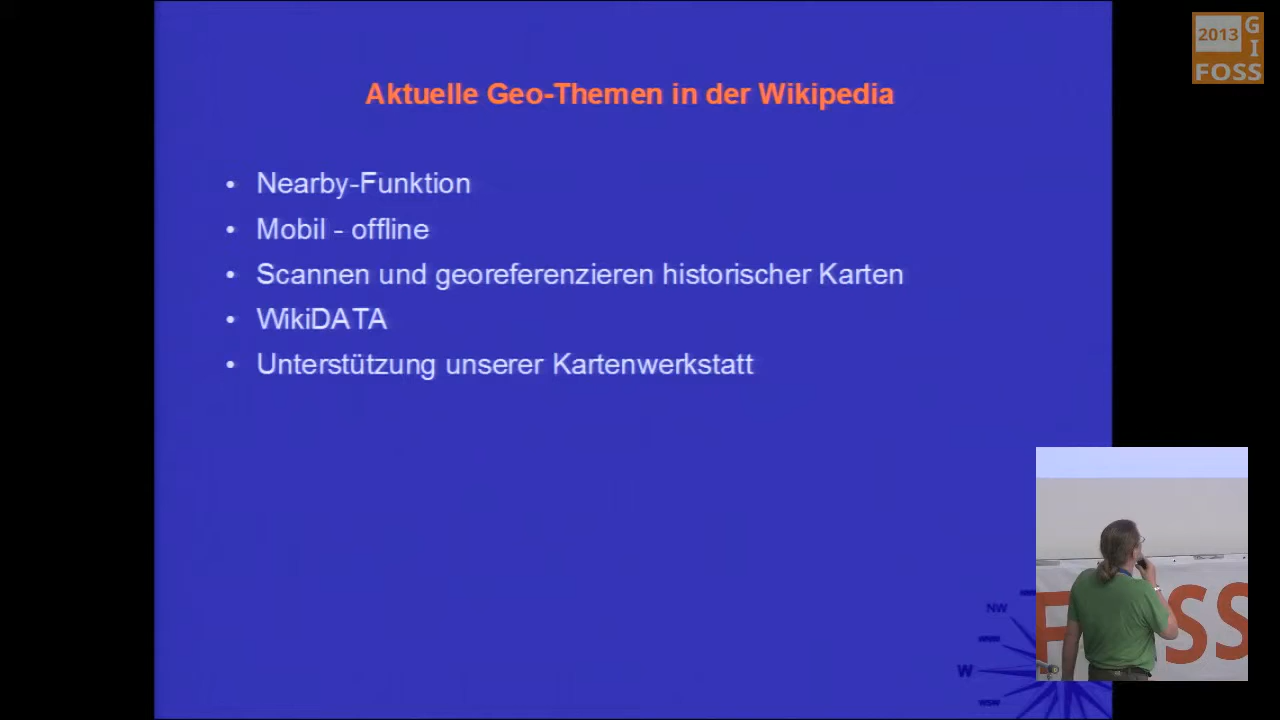 2013
G
I
FOSS
Aktuelle Geo-Themen in der Wikipedia
• Nearby-Funktion
• Mobil - offline
• Scannen und georeferenzieren historischer Karten
• WikiDATA
• Unterstützung unserer Kartenwerkstatt
NW
W
F SS